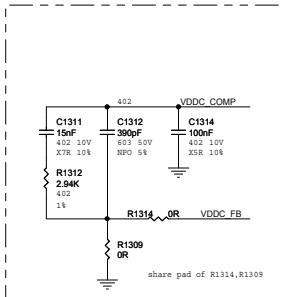 402 VDDC_COMP
C1311
15nF
402 10V
X7R 10%
C1312
390pF
603 50V
NPO 5%
C1314
100nF
402 10V
X5R 10%
R1312
2.94K
402
1%
R1314 0R VDDC_FB
R1309
0R
share pad of R1314,R1309